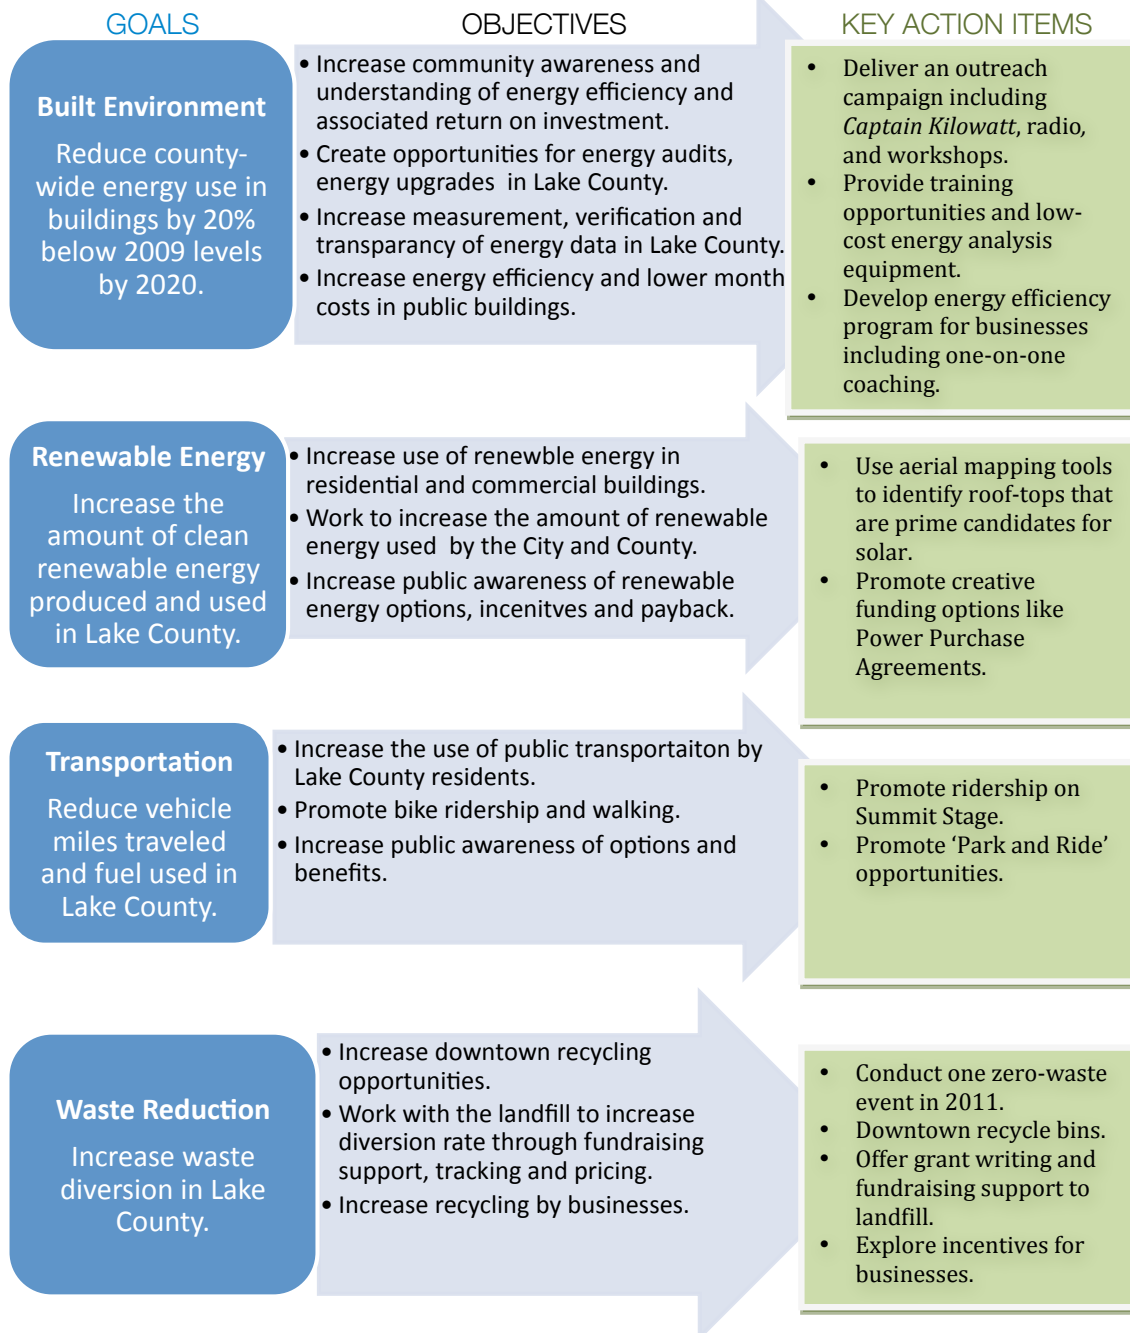 GOALS
OBJECTIVES
KEY ACTION ITEMS
Built Environment
Reduce county-
wide energy use in
buildings by 20%
below 2009 levels
by 2020.
• Increase community awareness and
understanding of energy efficiency and
associated return on investment.
• Create opportunities for energy audits,
energy upgrades in Lake County.
• Increase measurement, verification and
transparancy of energy data in Lake County.
• Increase energy efficiency and lower month
costs in public buildings.
• Deliver an outreach
campaign including
Captain Kilowatt, radio,
and workshops.
• Provide training
opportunities and low-
cost energy analysis
equipment.
• Develop energy efficiency
program for businesses
including one-on-one
coaching.
Renewable Energy
Increase the
amount of clean
renewable energy
produced and used
in Lake County.
• Increase use of renewble energy in
residential and commercial buildings.
• Work to increase the amount of renewable
energy used by the City and County.
• Increase public awareness of renewable
energy options, incenitves and payback.
• Use aerial mapping tools
to identify roof-tops that
are prime candidates for
solar.
• Promote creative
funding options like
Power Purchase
Agreements.
Transportation
Reduce vehicle
miles traveled
and fuel used in
Lake County.
• Increase the use of public transportaiton by
Lake County residents.
• Promote bike ridership and walking.
• Increase public awareness of options and
benefits.
• Promote ridership on
Summit Stage.
• Promote ‘Park and Ride’
opportunities.
Waste Reduction
Increase waste
diversion in Lake
County.
• Increase downtown recycling
opportunities.
• Work with the landfill to increase
diversion rate through fundraising
support, tracking and pricing.
• Increase recycling by businesses.
• Conduct one zero-waste
event in 2011.
• Downtown recycle bins.
• Offer grant writing and
fundraising support to
landfill.
• Explore incentives for
businesses.